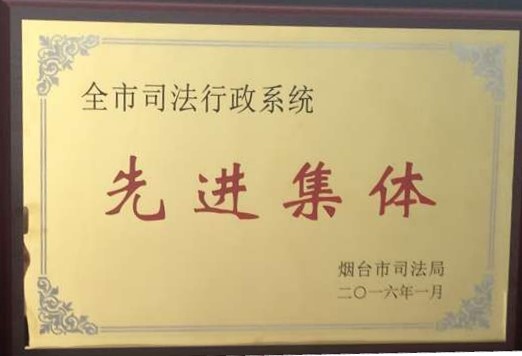 全市司法行政系统
先进集体
烟台市司法局
二〇一六年一月